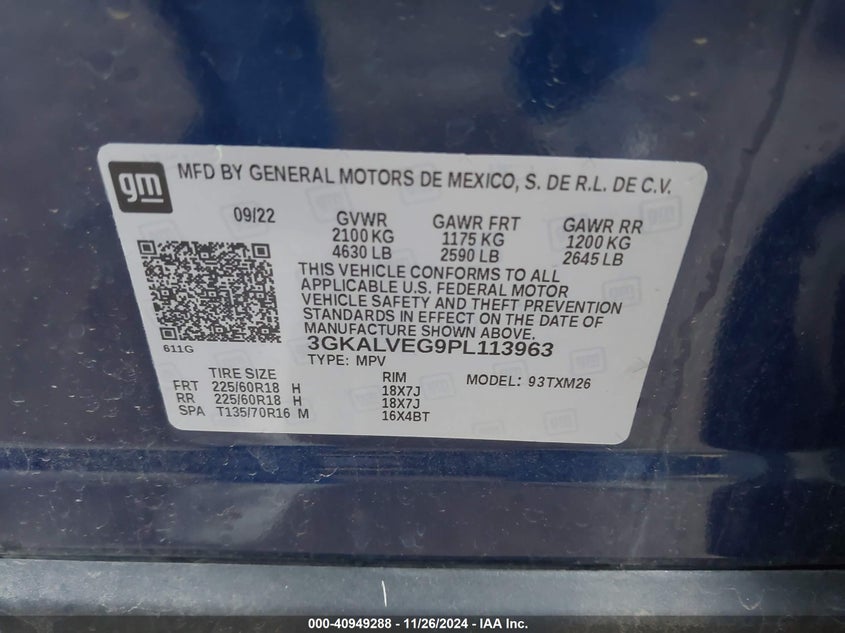 gm
MFD BY GENERAL MOTORS DE MEXICO, S. DE R.L. DE C.V.
09/22 GVWR GAWR FRT GAWR RR
2100 KG 1175 KG 1200 KG
4630 LB 2590 LB 2645 LB
THIS VEHICLE CONFORMS TO ALL
APPLICABLE U.S. FEDERAL MOTOR
VEHICLE SAFETY AND THEFT PREVENTION
STANDARDS IN EFFECT ON THE DATE OF
MANUFACTURE SHOWN ABOVE.
611G 3GKALVEG9PL113963
TYPE: MPV
TIRE SIZE RIM MODEL: 93TXM26
FRT 225/60R18 H 18X7J
RR 225/60R18 H 18X7J
SPA T135/70R16 M 16X4BT
000-40949288 - 11/26/2024 - IAA Inc.